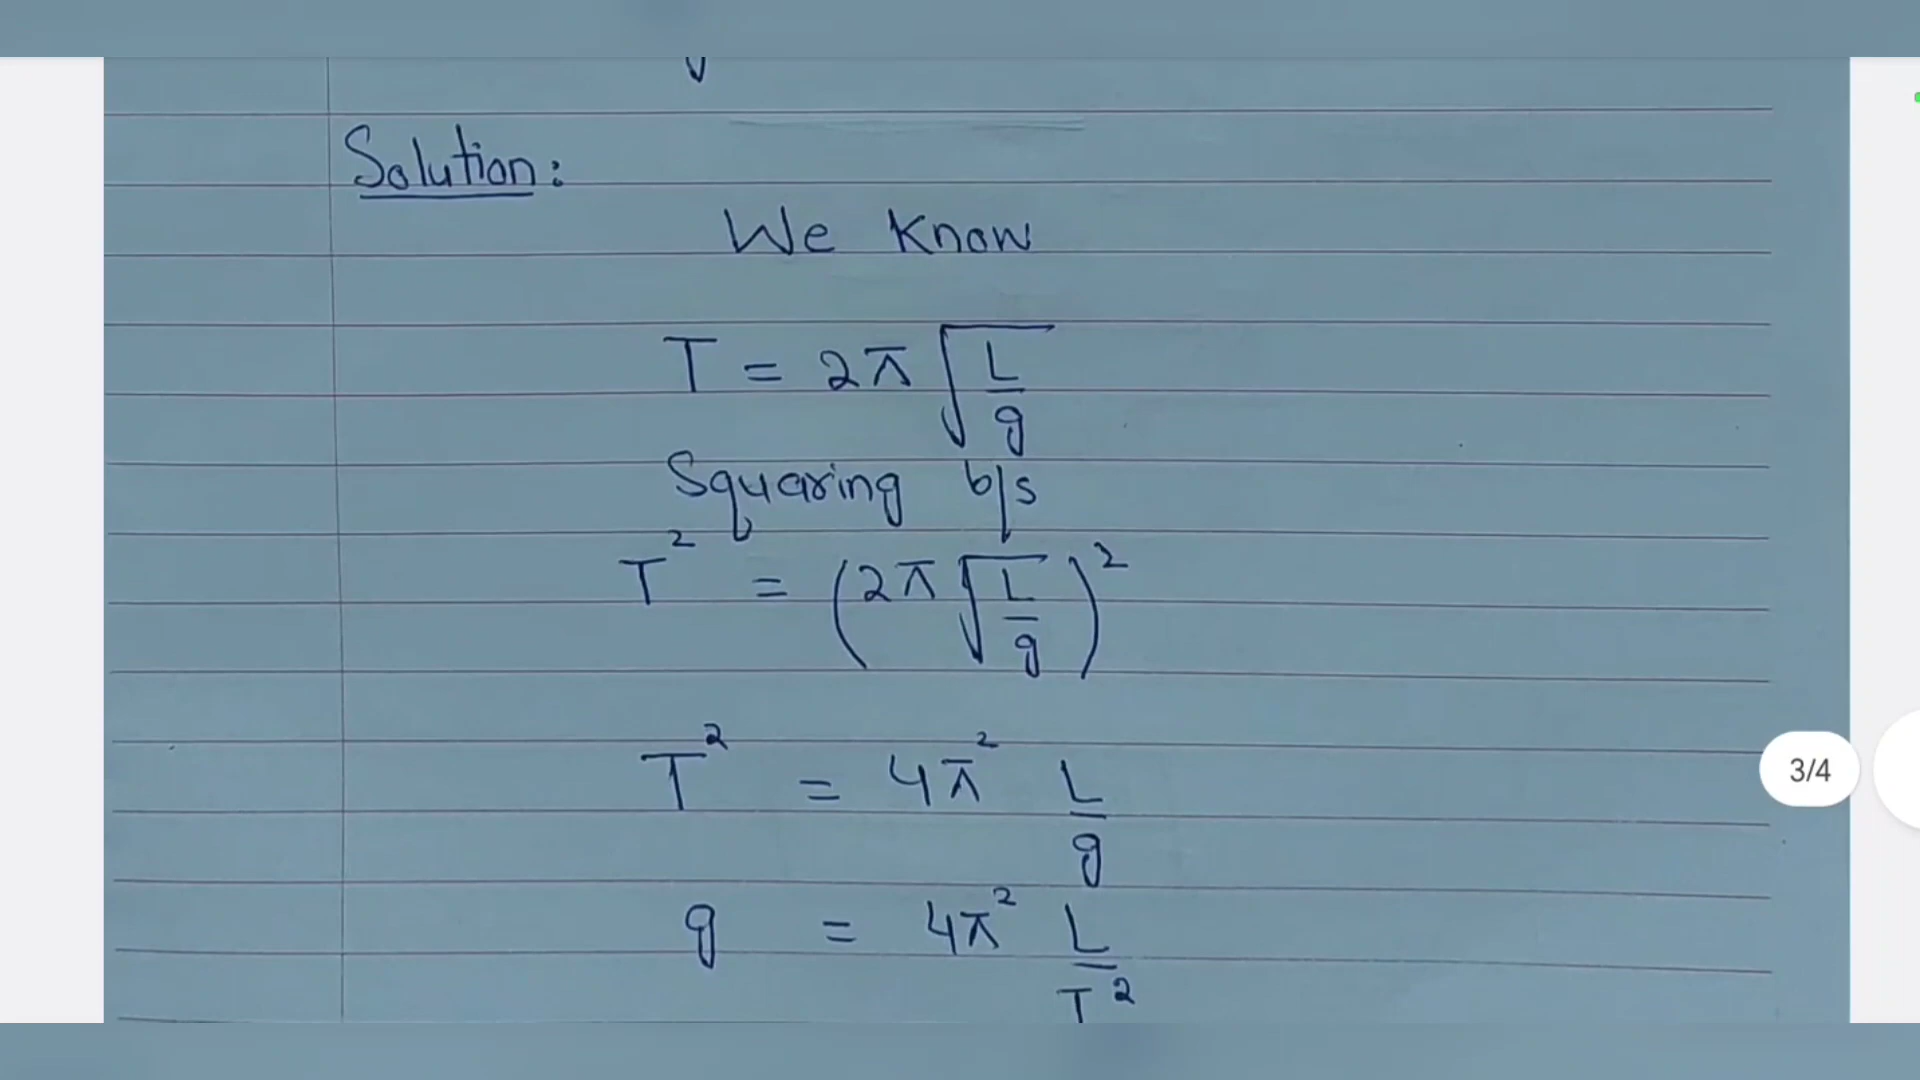 Solution:
We Know
T = 2π √(L/g)
Squaring b/s
T² = (2π √(L/g))²
T² = 4π² L/g
3/4
g = 4π² L/T²